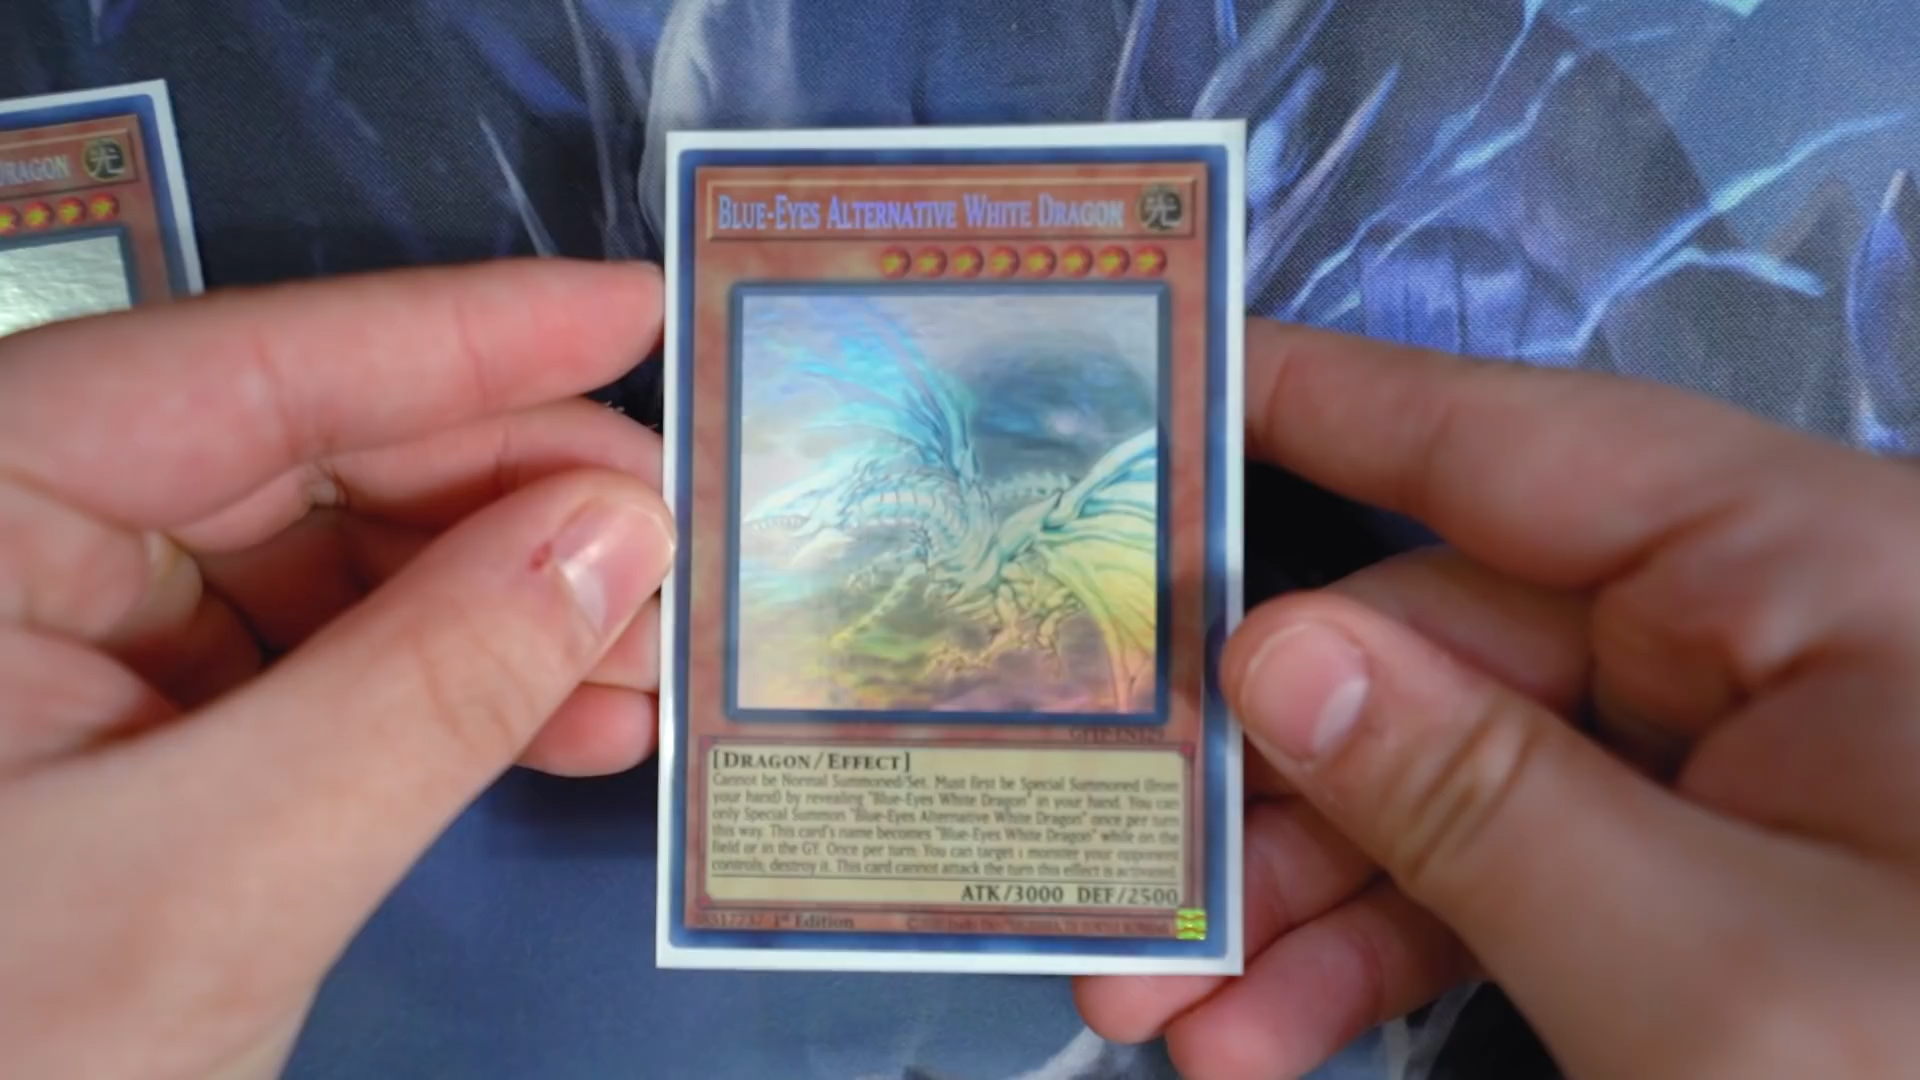 DRAGON 光
BLUE-EYES ALTERNATIVE WHITE DRAGON 光
[DRAGON/EFFECT]
Cannot be Normal Summoned/Set. Must first be Special Summoned (from
your hand) by revealing "Blue-Eyes White Dragon" in your hand. You can
only Special Summon "Blue-Eyes Alternative White Dragon" once per turn
this way. This card's name becomes "Blue-Eyes White Dragon" while on the
field or in the GY. Once per turn: You can target 1 monster your opponent
controls; destroy it. This card cannot attack the turn this effect is activated.
ATK/3000 DEF/2500
1st Edition